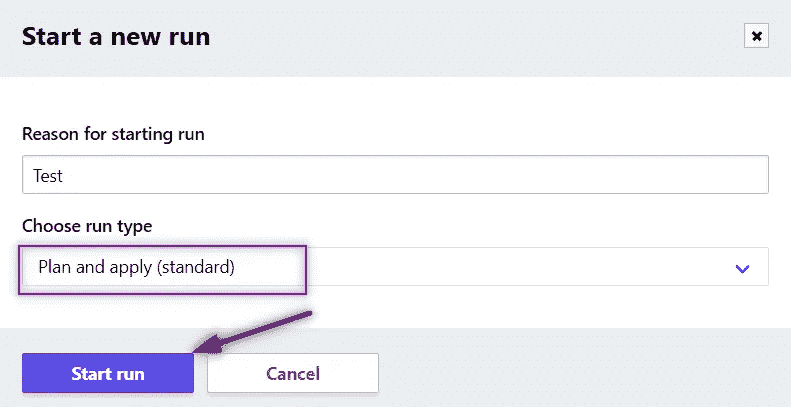 Start a new run
Reason for starting run
Test
Choose run type
Plan and apply (standard)
Start run
Cancel